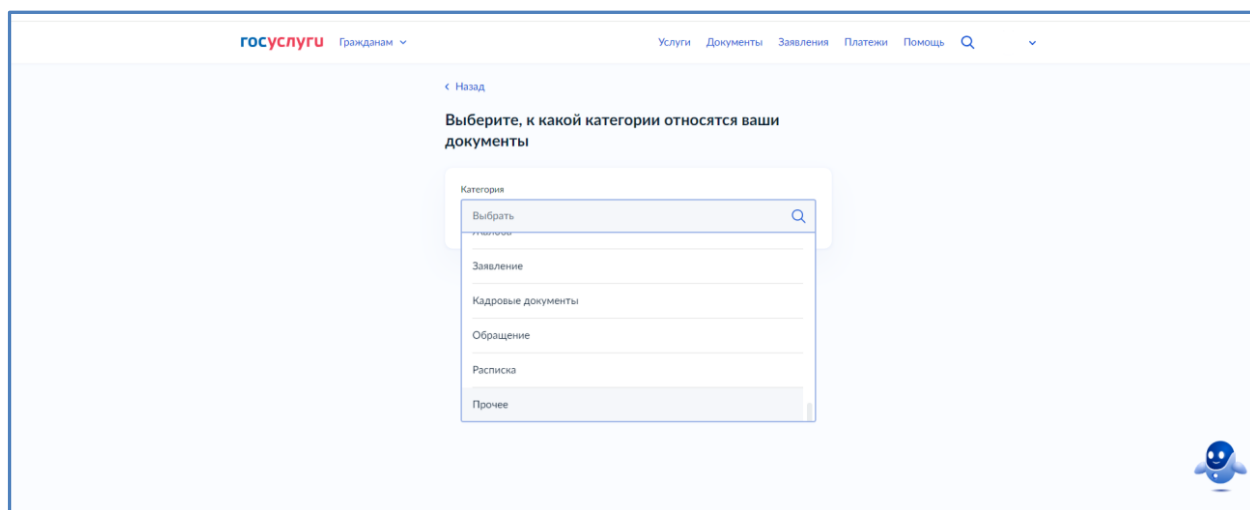 госуслуги Гражданам Услуги Документы Заявления Платежи Помощь
Назад
Выберите, к какой категории относятся ваши
документы
Категория
Выбрать
Заявление
Кадровые документы
Обращение
Расписка
Прочее